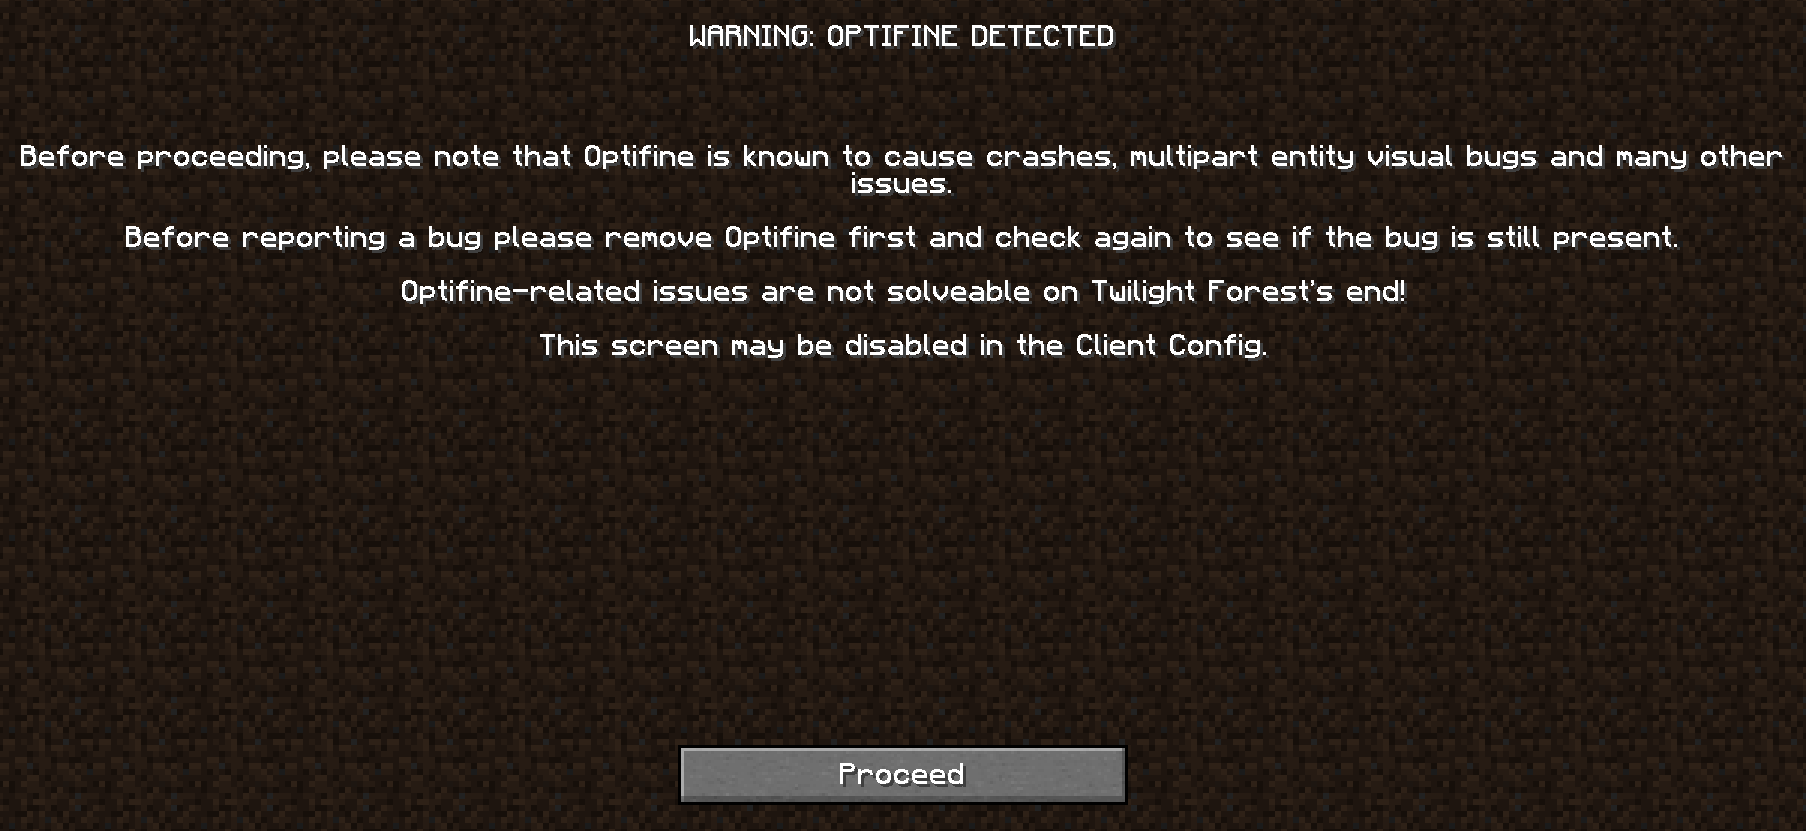 WARNING: OPTIFINE DETECTED
Before proceeding, please note that Optifine is known to cause crashes, multipart entity visual bugs and many other
issues.
Before reporting a bug please remove Optifine first and check again to see if the bug is still present.
Optifine-related issues are not solveable on Twilight Forest's end!
This screen may be disabled in the Client Config.
Proceed